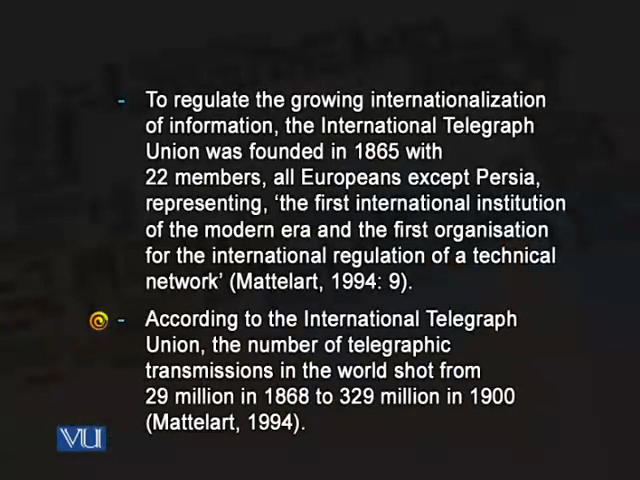 - To regulate the growing internationalization
of information, the International Telegraph
Union was founded in 1865 with
22 members, all Europeans except Persia,
representing, ‘the first international institution
of the modern era and the first organisation
for the international regulation of a technical
network’ (Mattelart, 1994: 9).
- According to the International Telegraph
Union, the number of telegraphic
transmissions in the world shot from
29 million in 1868 to 329 million in 1900
(Mattelart, 1994).
VU